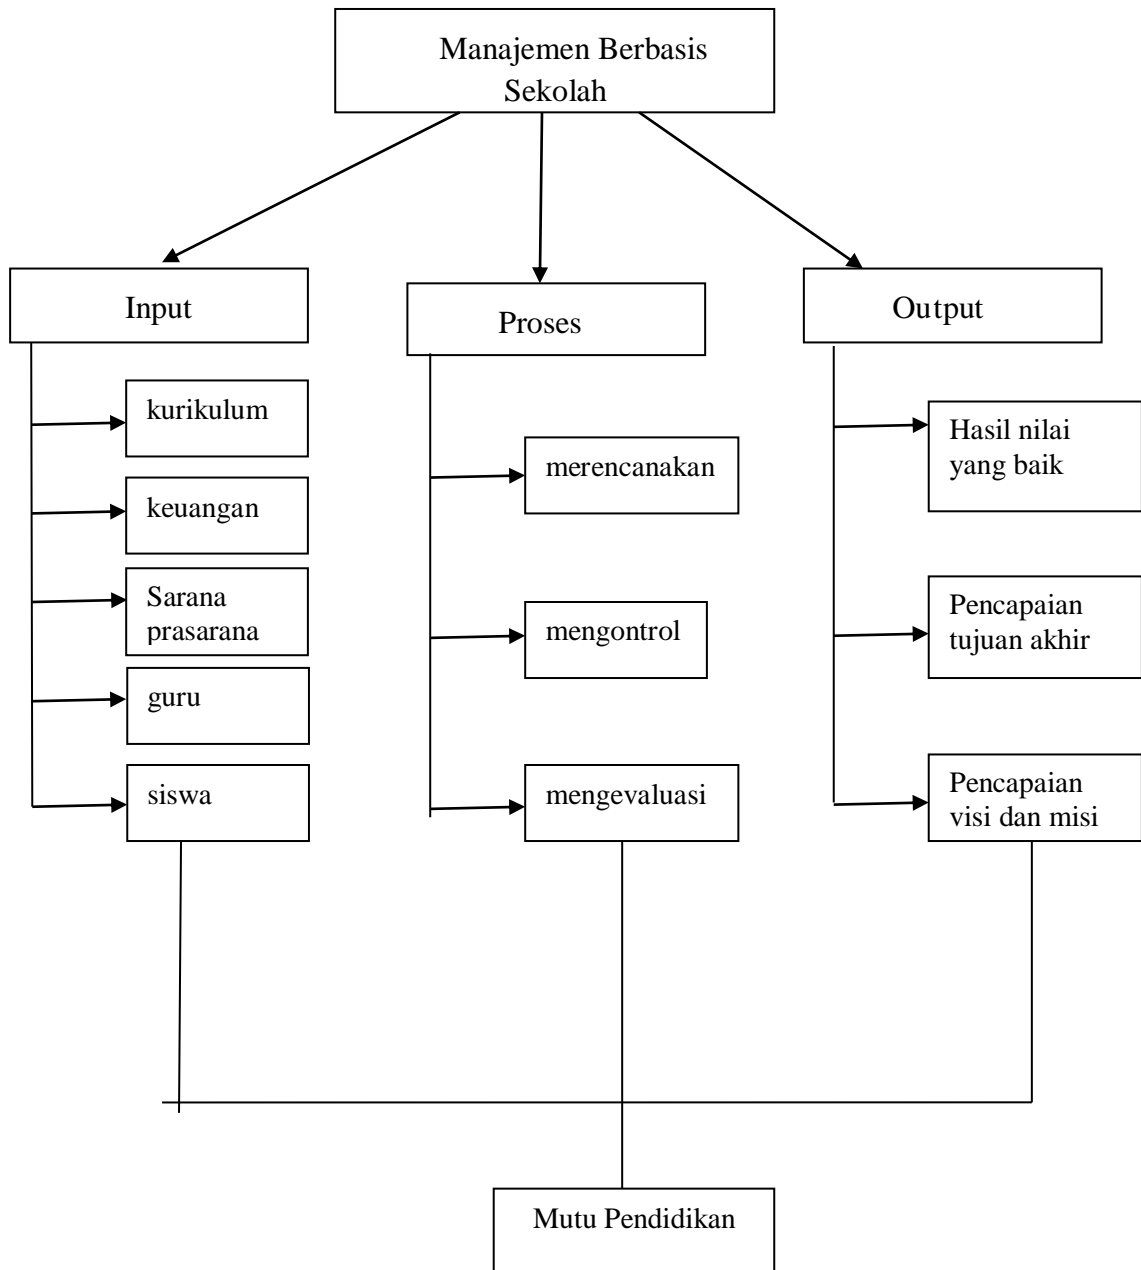 Manajemen Berbasis
Sekolah
Input
Proses
Output
kurikulum
keuangan
Sarana
prasarana
guru
siswa
merencanakan
mengontrol
mengevaluasi
Hasil nilai
yang baik
Pencapaian
tujuan akhir
Pencapaian
visi dan misi
Mutu Pendidikan